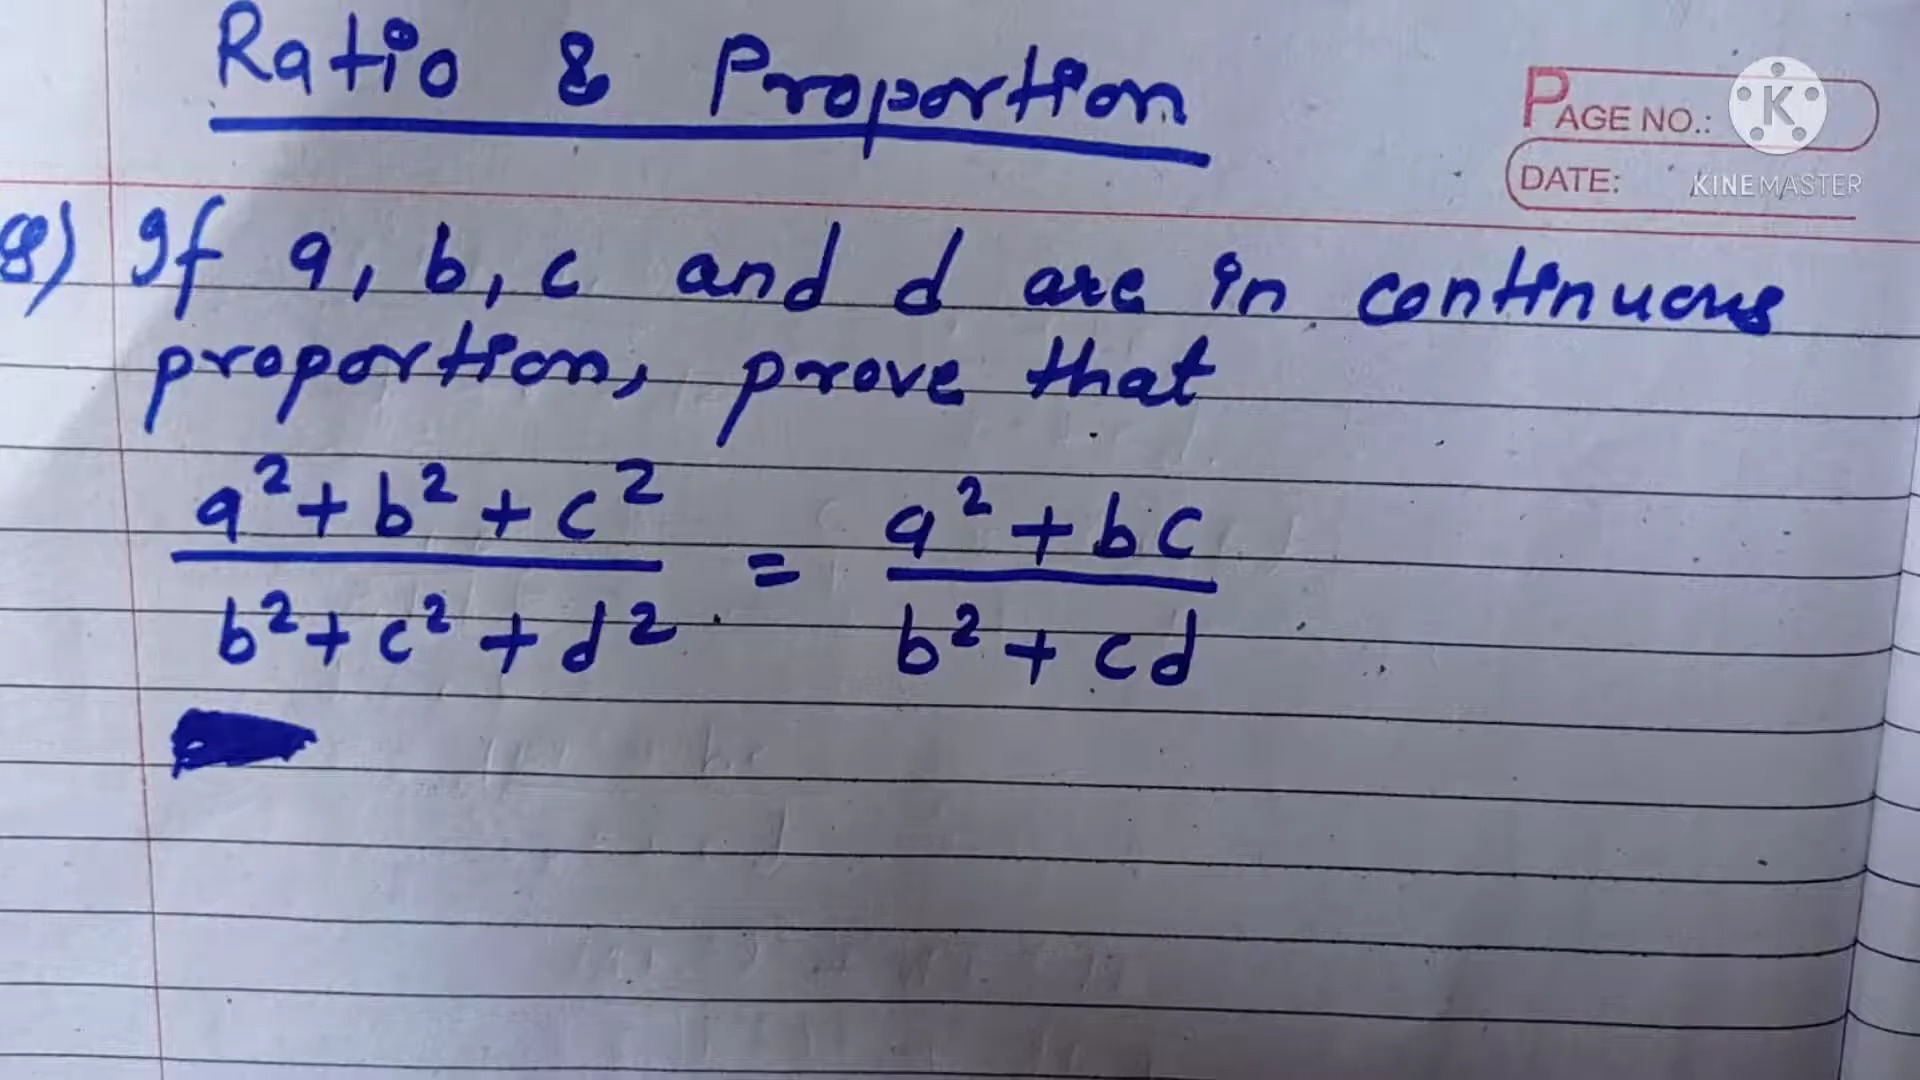 Ratio & Proportion
PAGE NO.:
K
DATE:
KINEMASTER
8) If a, b, c and d are in continuous
proportion, prove that
a²+b²+c² / b²+c²+d² = a²+bc / b²+cd